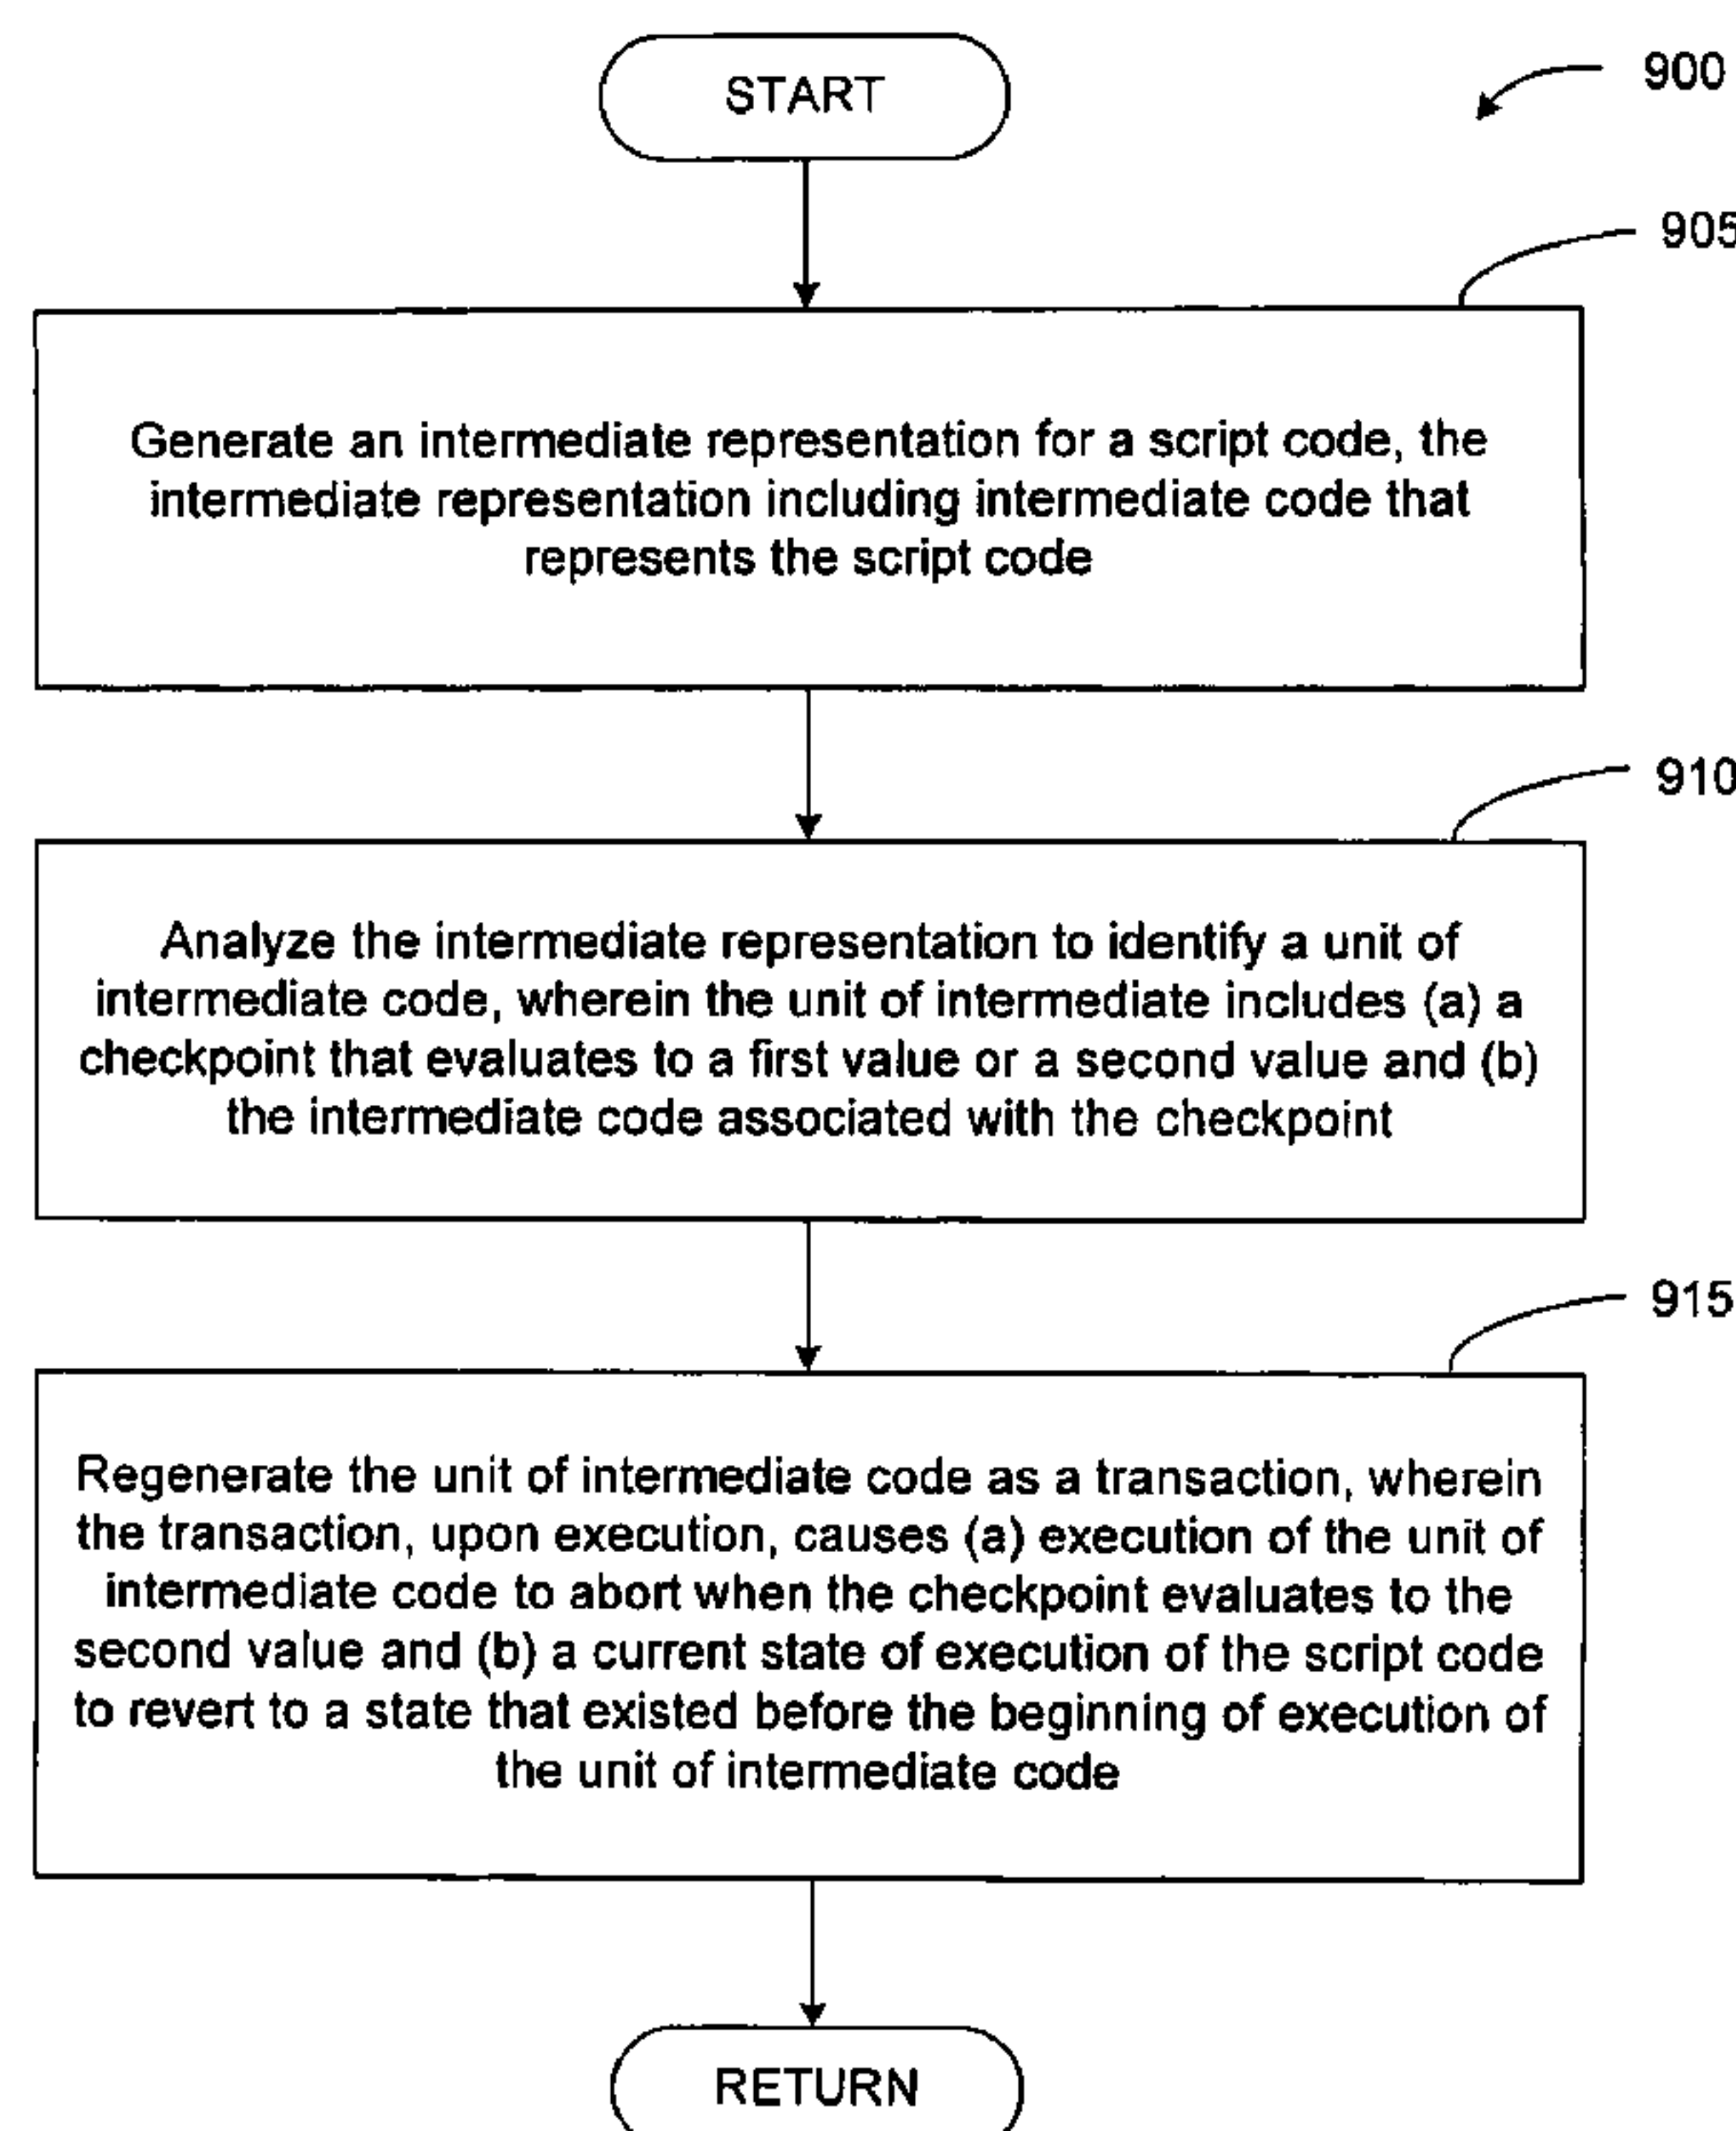 START
900
905
Generate an intermediate representation for a script code, the
intermediate representation including intermediate code that
represents the script code
910
Analyze the intermediate representation to identify a unit of
intermediate code, wherein the unit of intermediate includes (a) a
checkpoint that evaluates to a first value or a second value and (b)
the intermediate code associated with the checkpoint
915
Regenerate the unit of intermediate code as a transaction, wherein
the transaction, upon execution, causes (a) execution of the unit of
intermediate code to abort when the checkpoint evaluates to the
second value and (b) a current state of execution of the script code
to revert to a state that existed before the beginning of execution of
the unit of intermediate code
RETURN